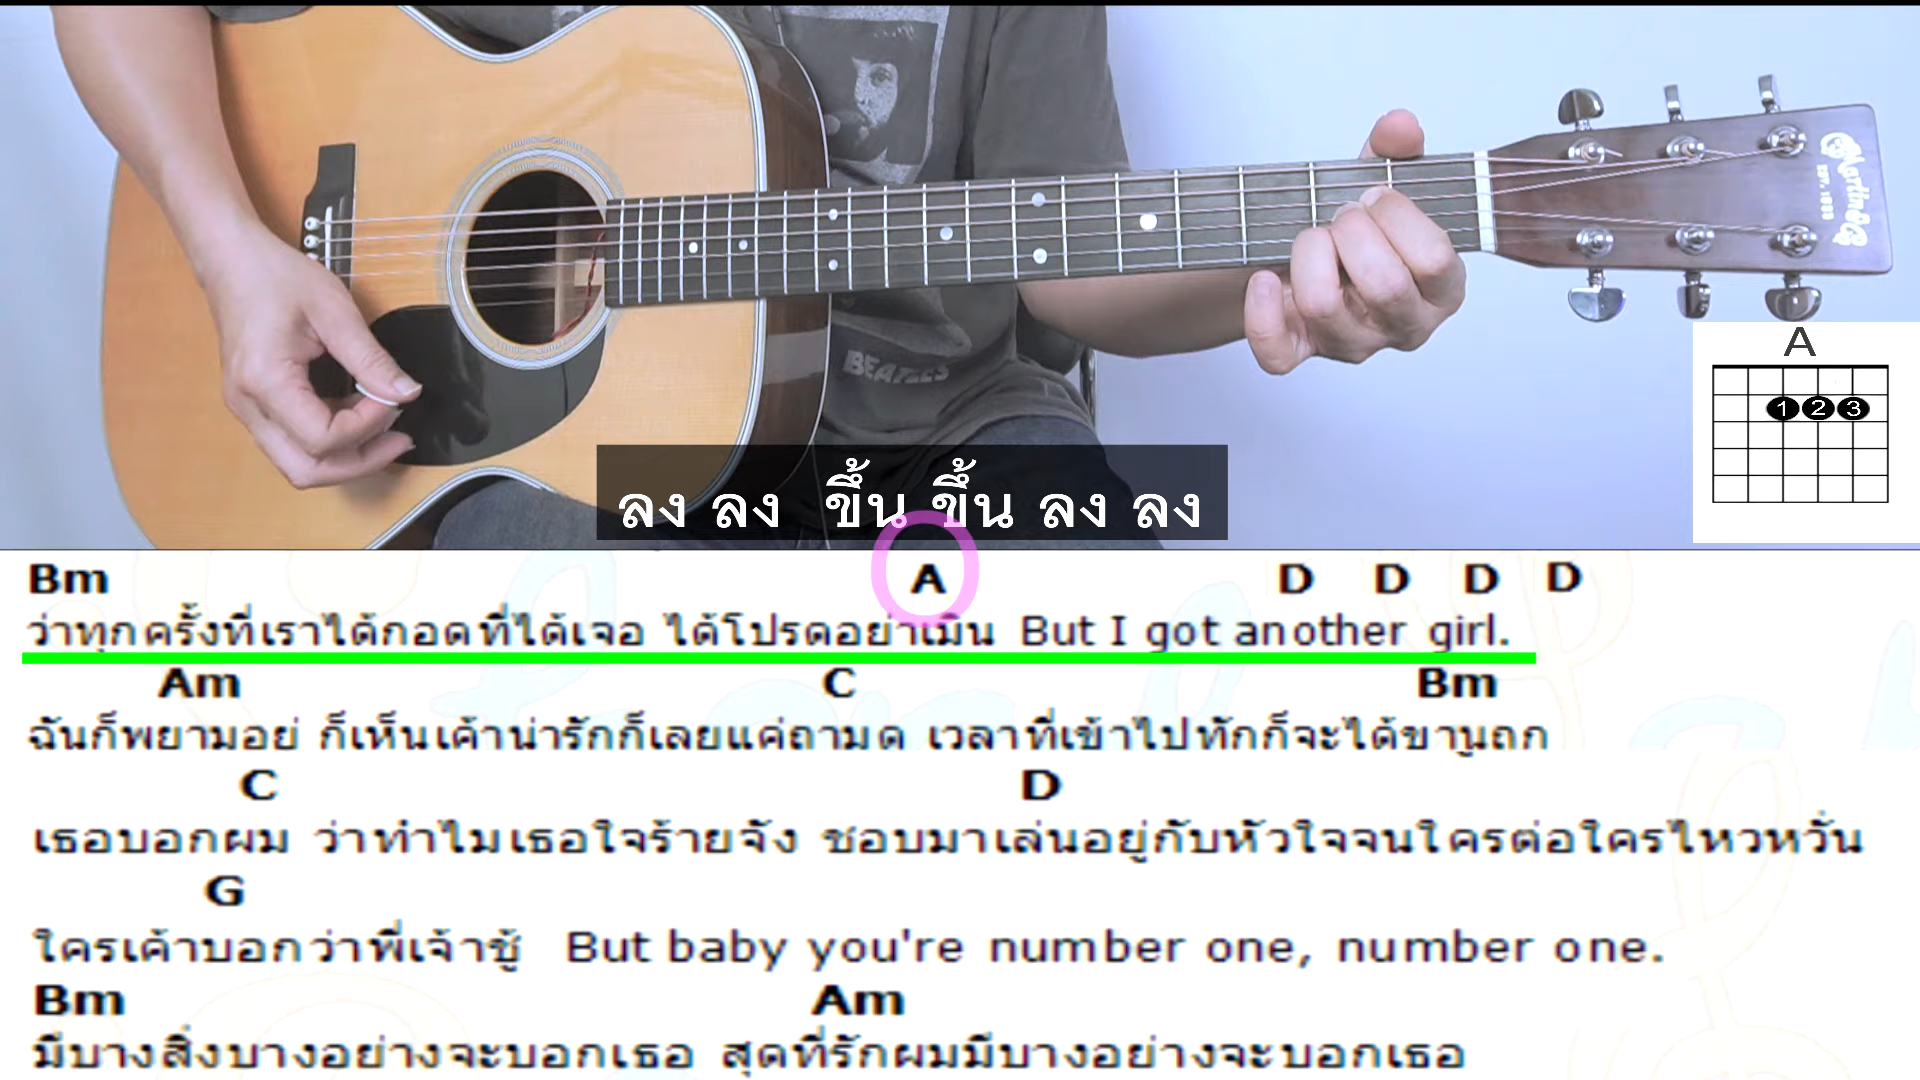 Martin & Co
EST. 1833
BEATLES
A
1 2 3
ลง ลง ขึ้น ขึ้น ลง ลง
Bm A D D D D
ว่าทุกครั้งที่เราได้กอดที่ได้เจอ ได้โปรดอย่าเมิน But I got another girl.
Am C Bm
ฉันก็พยามอยู่ ก็เห็นเค้าน่ารักก็เลยแค่ถามดู เวลาที่เข้าไปทักก็จะได้ขานถูก
C D
เธอบอกผม ว่าทำไมเธอใจร้ายจัง ชอบมาเล่นอยู่กับหัวใจจนใครต่อใครไหวหวั่น
G
ใครเค้าบอกว่าพี่เจ้าชู้ But baby you're number one, number one.
Bm Am
มีบางสิ่งบางอย่างจะบอกเธอ สุดที่รักผมมีบางอย่างจะบอกเธอ